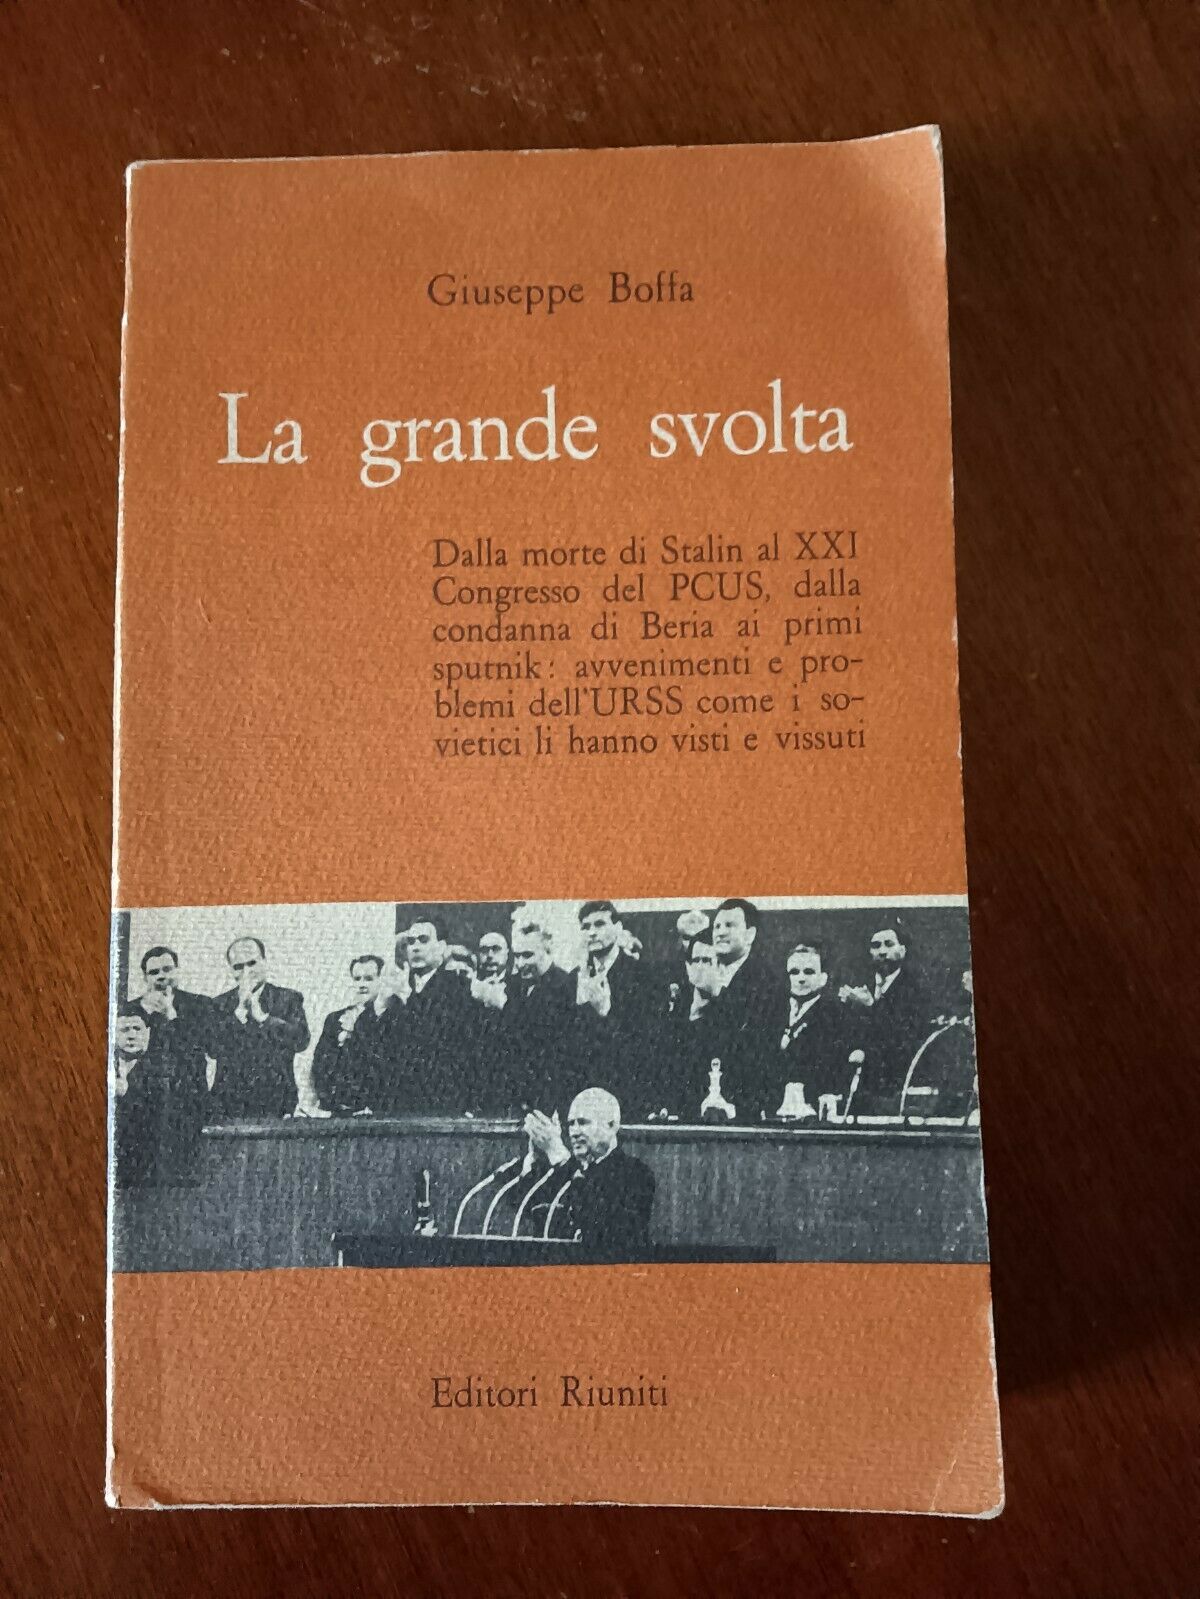 Giuseppe Boffa
La grande svolta
Dalla morte di Stalin al XXI
Congresso del PCUS, dalla
condanna di Beria ai primi
sputnik: avvenimenti e pro-
blemi dell'URSS come i so-
vietici li hanno visti e vissuti
Editori Riuniti